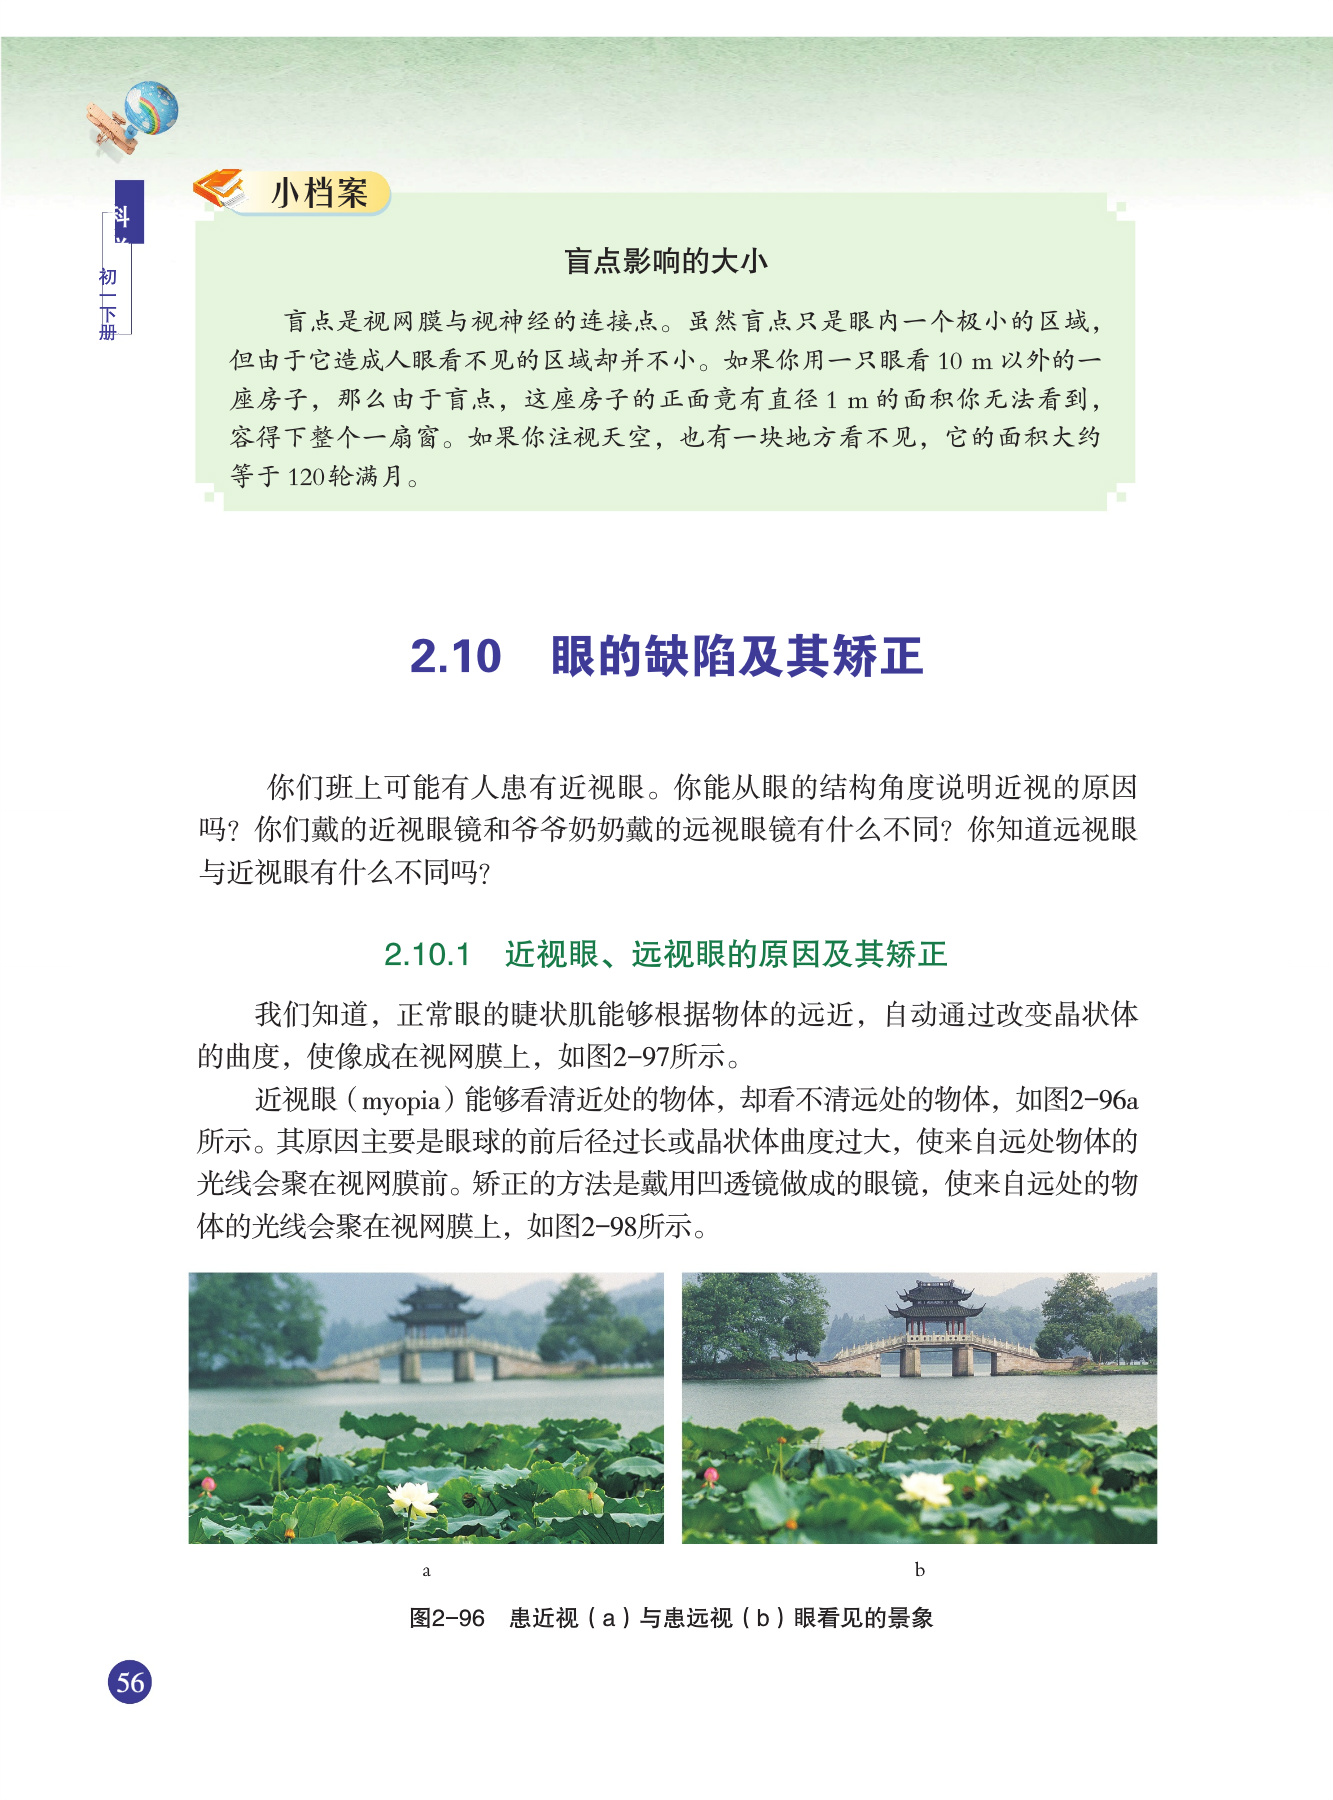 科
初一下册
小档案
盲点影响的大小
盲点是视网膜与视神经的连接点。虽然盲点只是眼内一个极小的区域，
但由于它造成人眼看不见的区域却并不小。如果你用一只眼看 10 m 以外的一
座房子，那么由于盲点，这座房子的正面竟有直径 1 m 的面积你无法看到，
容得下整个一扇窗。如果你注视天空，也有一块地方看不见，它的面积大约
等于 120轮满月。
2.10 眼的缺陷及其矫正
你们班上可能有人患有近视眼。你能从眼的结构角度说明近视的原因
吗？你们戴的近视眼镜和爷爷奶奶戴的远视眼镜有什么不同？你知道远视眼
与近视眼有什么不同吗？
2.10.1 近视眼、远视眼的原因及其矫正
我们知道，正常眼的睫状肌能够根据物体的远近，自动通过改变晶状体
的曲度，使像成在视网膜上，如图2-97所示。
近视眼（myopia）能够看清近处的物体，却看不清远处的物体，如图2-96a
所示。其原因主要是眼球的前后径过长或晶状体曲度过大，使来自远处物体的
光线会聚在视网膜前。矫正的方法是戴用凹透镜做成的眼镜，使来自远处的物
体的光线会聚在视网膜上，如图2-98所示。
a
b
图2-96 患近视（a）与患远视（b）眼看见的景象
56